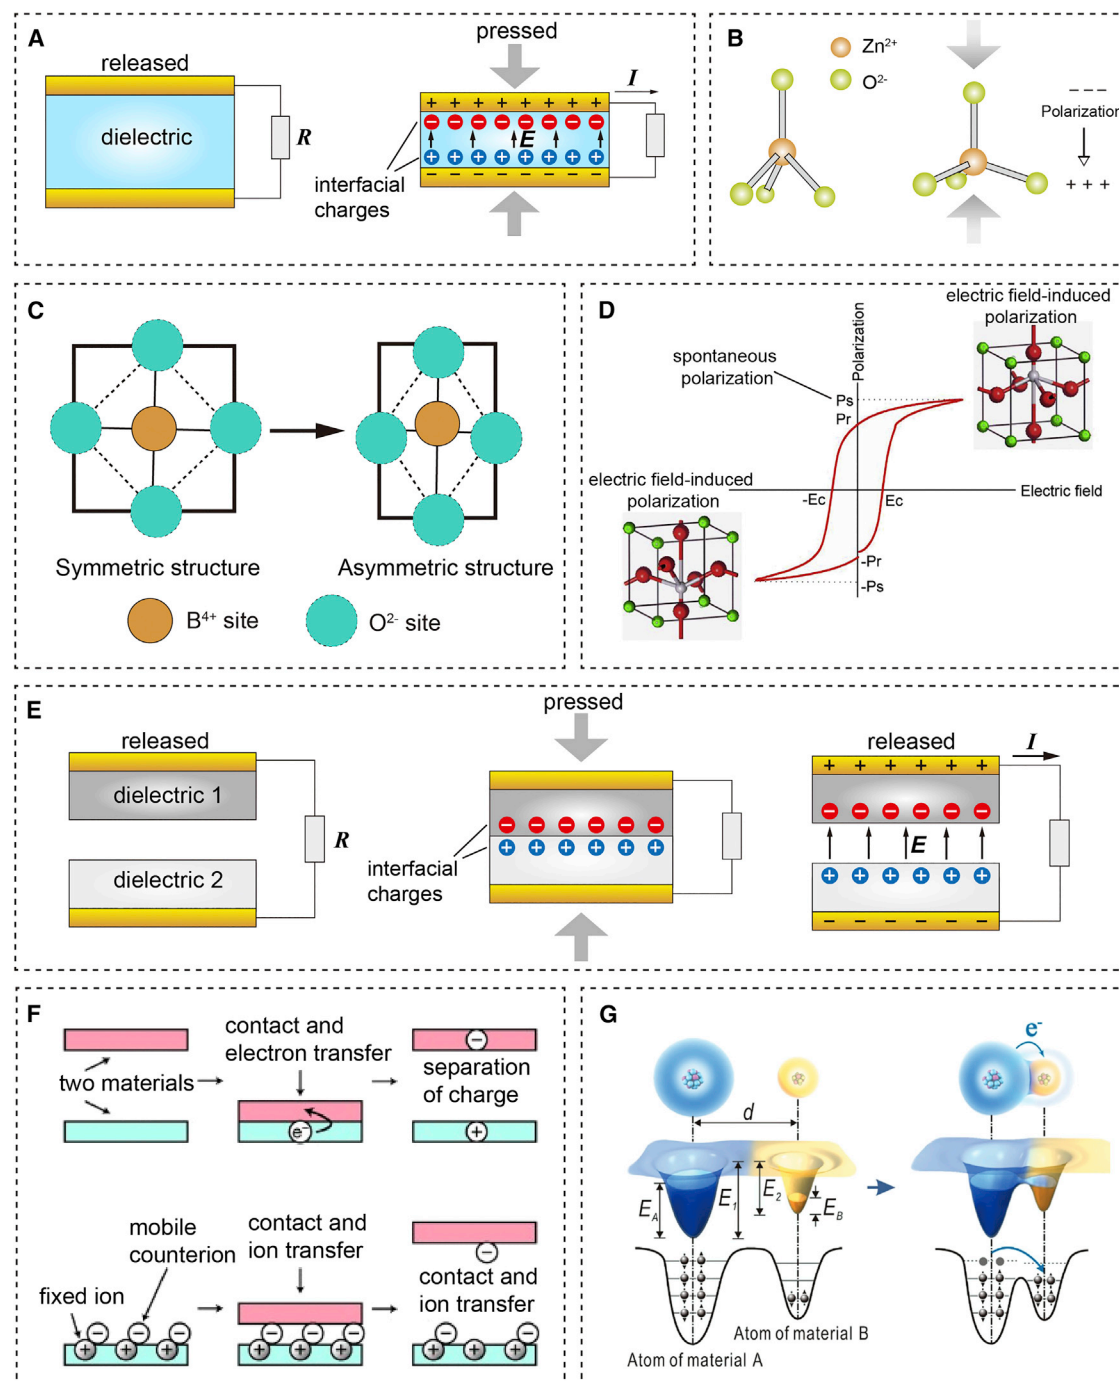 A
released
dielectric
R
pressed
I
+ + + + + + + +
− − − − − − − −
E
+ + + + + + + +
− − − − − − − −
interfacial
charges
B
Zn²⁺
O²⁻
− − −
Polarization
+ + +
C
Symmetric structure
Asymmetric structure
B⁴⁺ site
O²⁻ site
D
electric field-induced
polarization
spontaneous
polarization
Polarization
Ps
Pr
electric field-induced
polarization
-Ec
Ec
Electric field
-Pr
-Ps
E
released
dielectric 1
dielectric 2
R
pressed
− − − − − −
+ + + + + +
interfacial
charges
released
I
+ + + + + +
− − − − − −
E
+ + + + + +
− − − − − −
F
two materials
contact and
electron transfer
e⁻
−
separation
of charge
+
mobile
counterion
fixed ion
− − −
+ + +
contact and
ion transfer
− − −
+ + +
−
contact and
ion transfer
− −
+ + +
G
d
E_A
E₁
E₂
E_B
Atom of material B
Atom of material A
e⁻